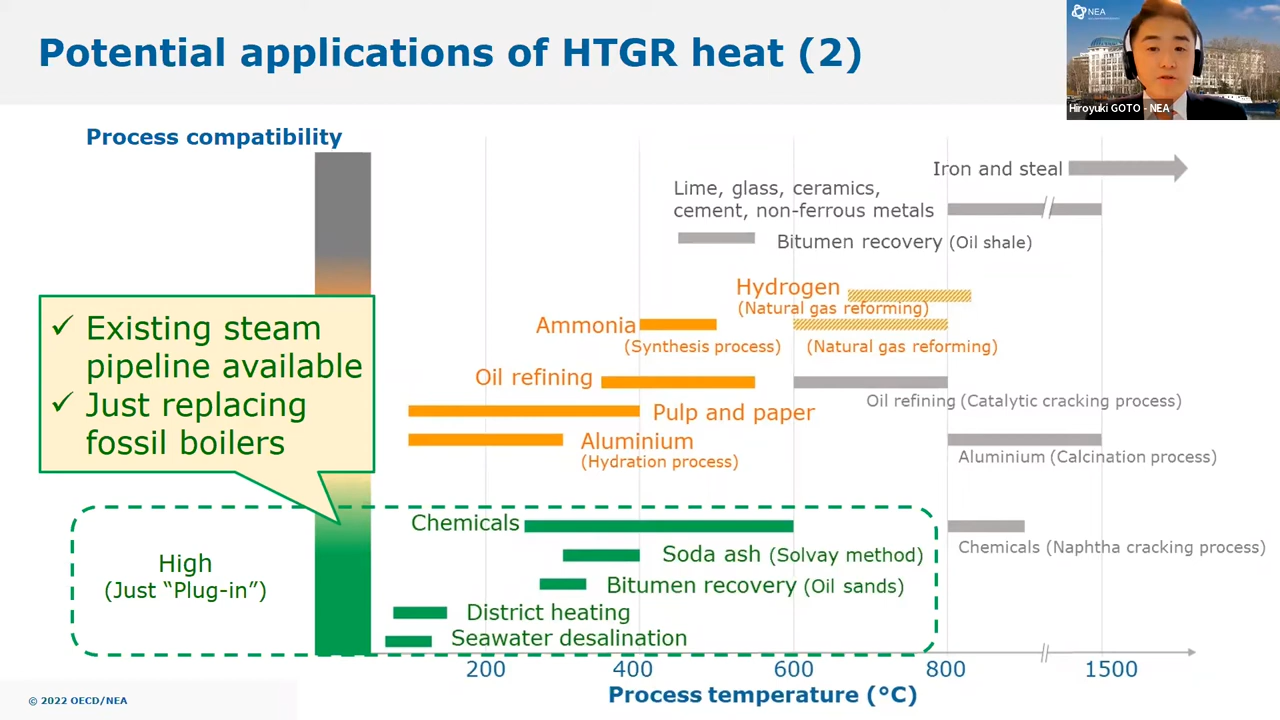 Potential applications of HTGR heat (2)
NEA
Hiroyuki GOTO - NEA
Process compatibility
Iron and steal
Lime, glass, ceramics,
cement, non-ferrous metals
Bitumen recovery (Oil shale)
Hydrogen
(Natural gas reforming)
Ammonia
(Synthesis process)
(Natural gas reforming)
Oil refining
Oil refining (Catalytic cracking process)
Pulp and paper
Aluminium
(Hydration process)
Aluminium (Calcination process)
✓ Existing steam
pipeline available
✓ Just replacing
fossil boilers
Chemicals
Chemicals (Naphtha cracking process)
Soda ash (Solvay method)
High
(Just “Plug-in”)
Bitumen recovery (Oil sands)
District heating
Seawater desalination
200 400 600 800 1500
Process temperature (°C)
© 2022 OECD/NEA